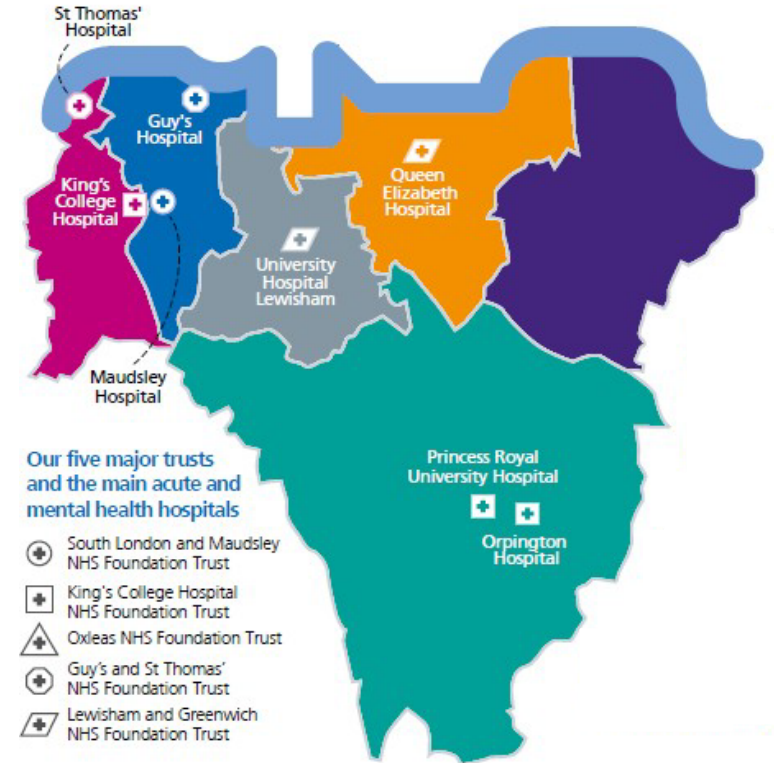 St Thomas'
Hospital
Guy's
Hospital
King's
College
Hospital
Queen
Elizabeth
Hospital
University
Hospital
Lewisham
Maudsley
Hospital
Princess Royal
University Hospital
Orpington
Hospital
Our five major trusts
and the main acute and
mental health hospitals
South London and Maudsley
NHS Foundation Trust
King's College Hospital
NHS Foundation Trust
Oxleas NHS Foundation Trust
Guy's and St Thomas'
NHS Foundation Trust
Lewisham and Greenwich
NHS Foundation Trust